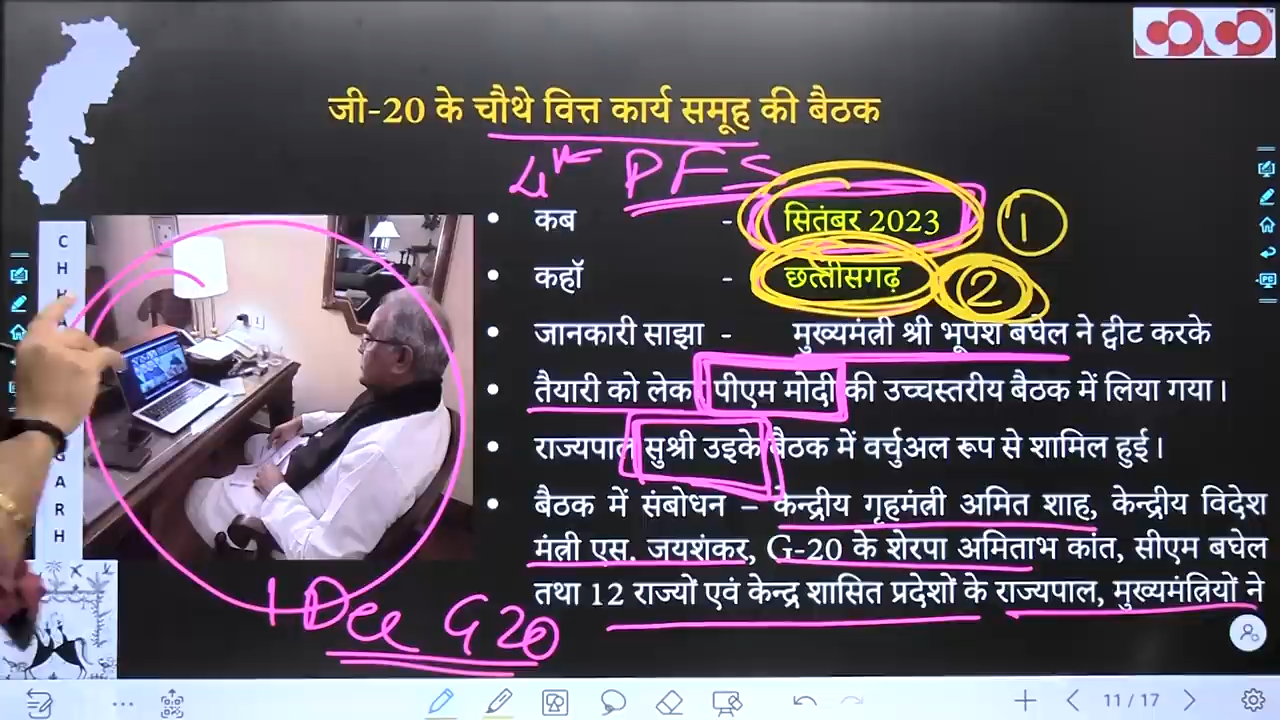 जी-20 के चौथे वित्त कार्य समूह की बैठक
4th PFS
• कब - सितंबर 2023 1
• कहॉ - छत्तीसगढ़ 2
• जानकारी साझा - मुख्यमंत्री श्री भूपेश बघेल ने ट्वीट करके
तैयारी को लेकर पीएम मोदी की उच्चस्तरीय बैठक में लिया गया।
• राज्यपाल सुश्री उइके बैठक में वर्चुअल रूप से शामिल हुई।
• बैठक में संबोधन – केन्द्रीय गृहमंत्री अमित शाह, केन्द्रीय विदेश
मंत्री एस. जयशंकर, G-20 के शेरपा अमिताभ कांत, सीएम बघेल
तथा 12 राज्यों एवं केन्द्र शासित प्रदेशों के राज्यपाल, मुख्यमंत्रियों ने
1 Dec G20
C
H
H
G
A
R
H
11 / 17